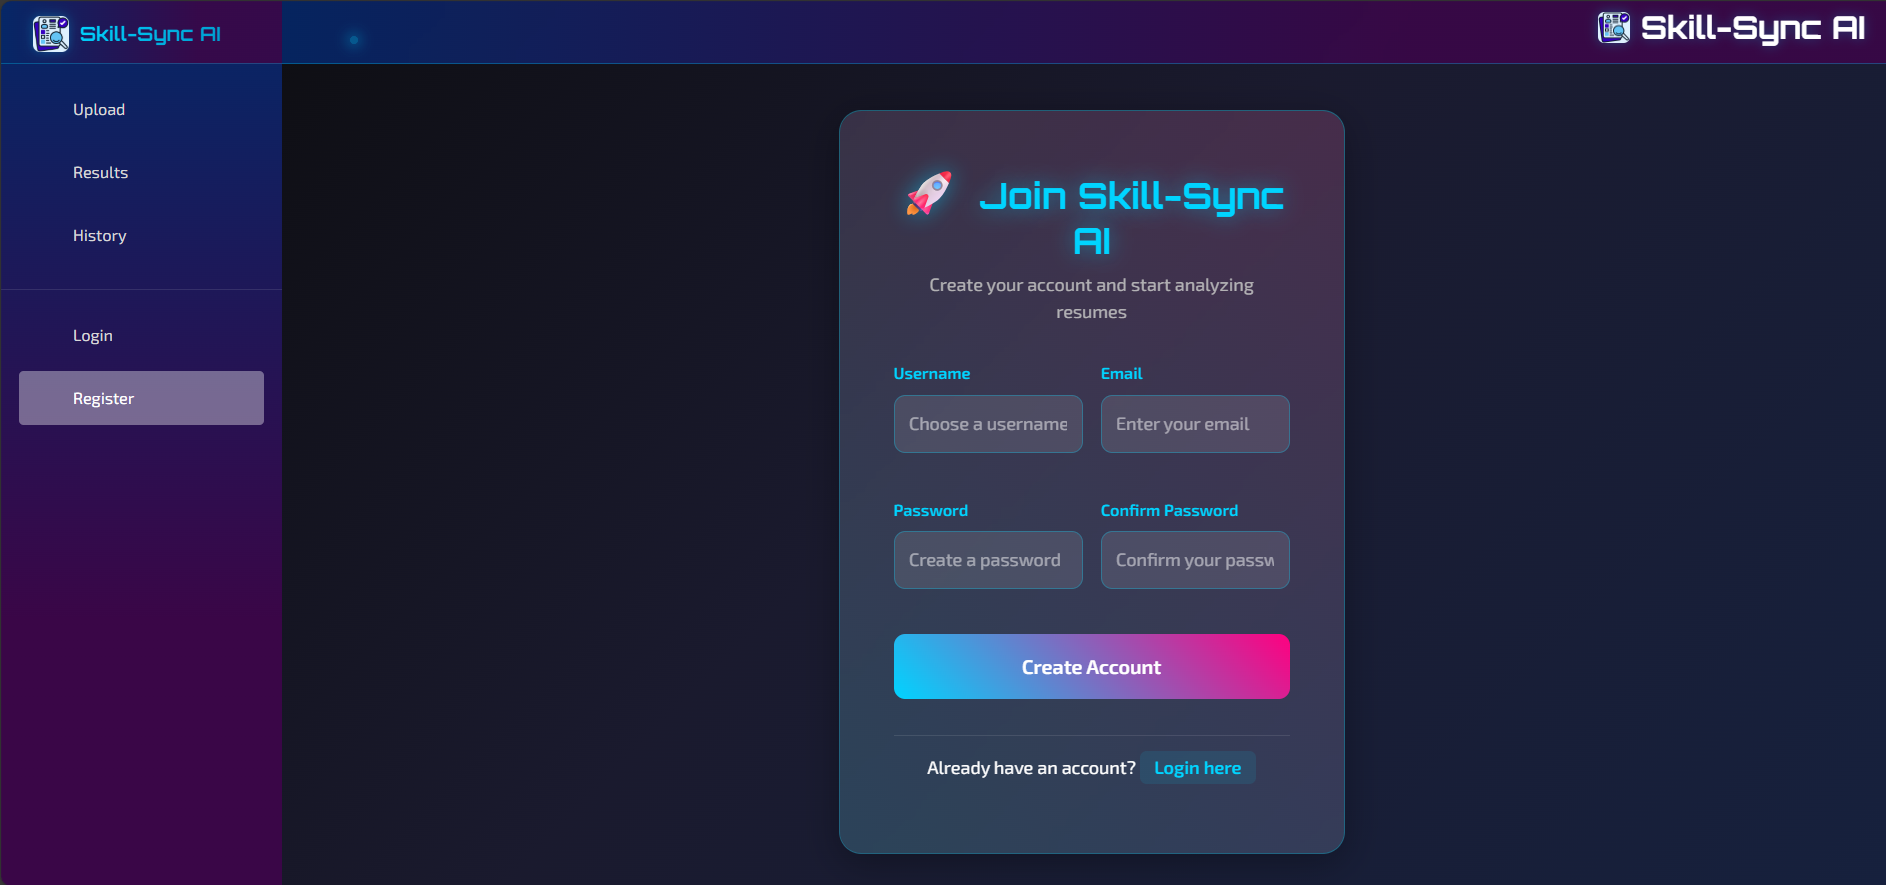 Skill-Sync AI
Skill-Sync AI
Upload
Results
History
Login
Register
Join Skill-Sync
AI
Create your account and start analyzing
resumes
Username
Email
Choose a username
Enter your email
Password
Confirm Password
Create a password
Confirm your passw
Create Account
Already have an account? Login here